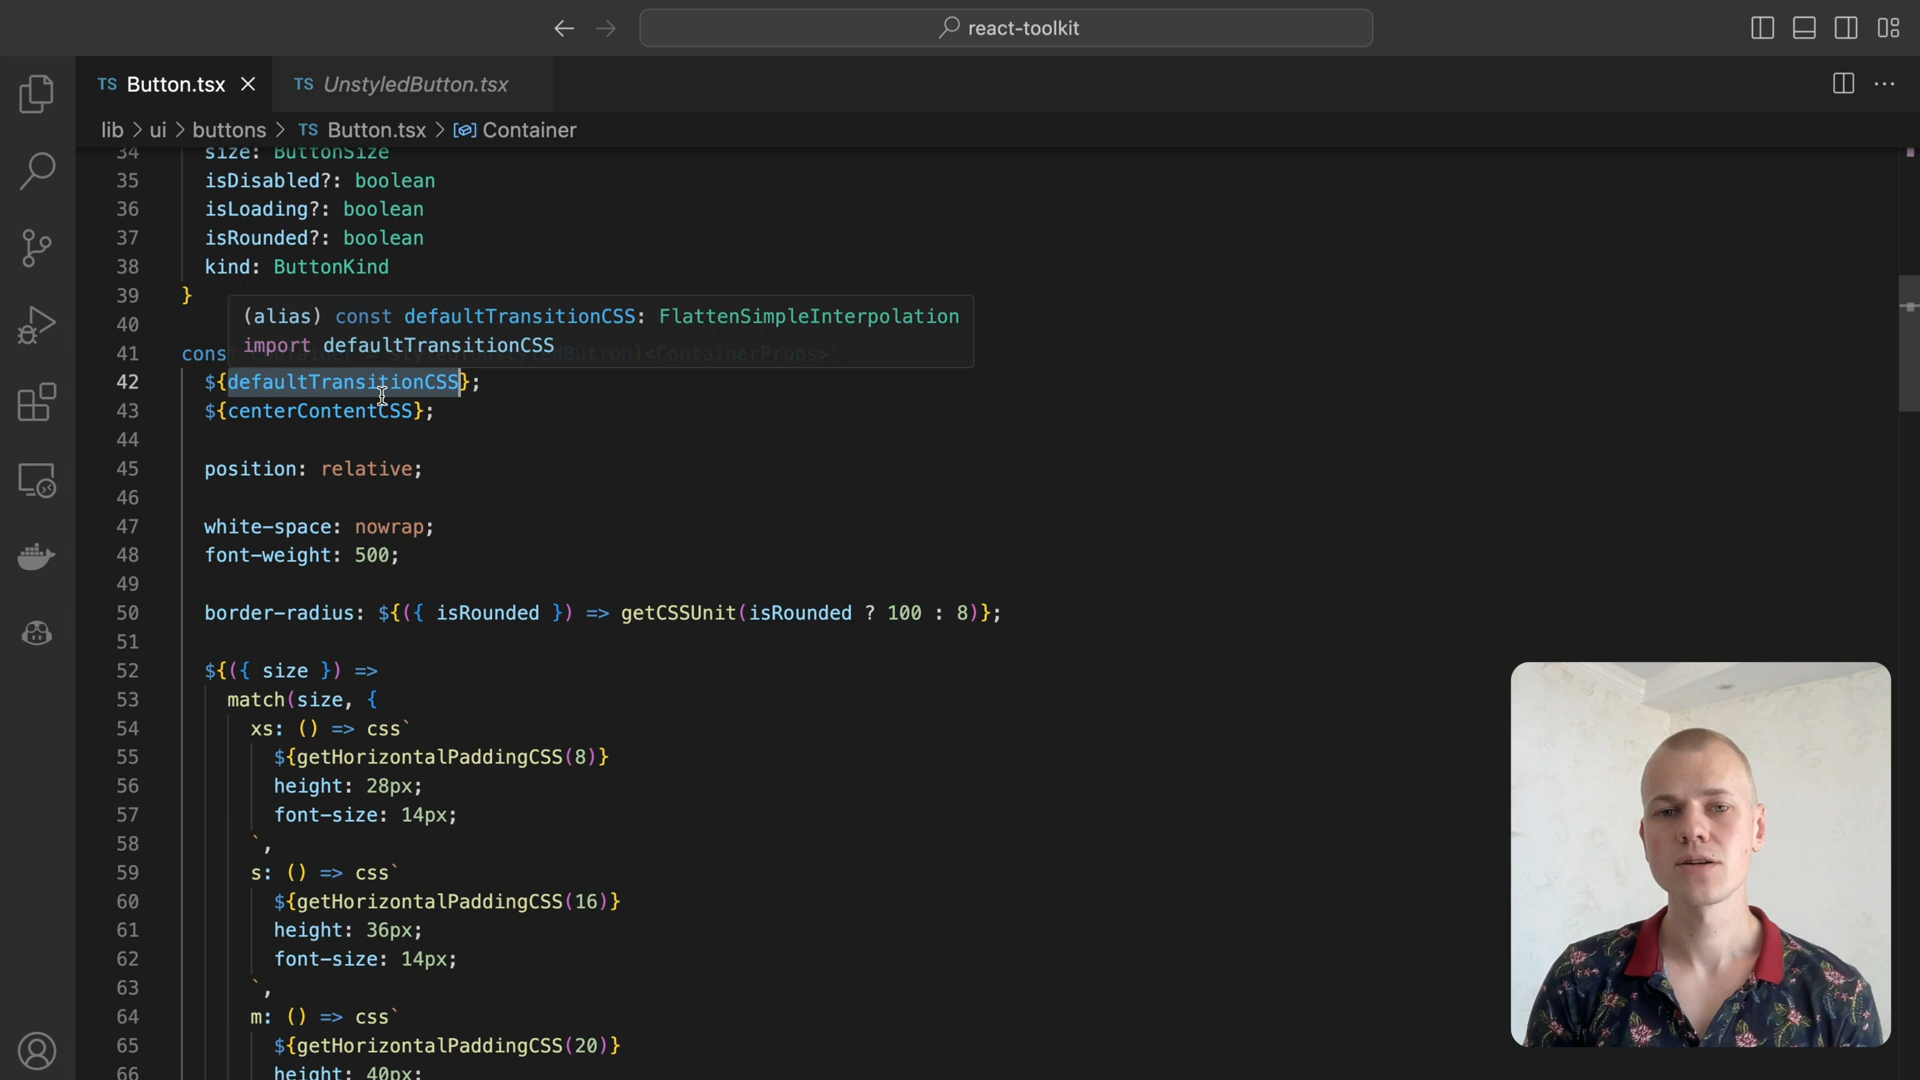 react-toolkit
TS Button.tsx
TS UnstyledButton.tsx
lib > ui > buttons > TS Button.tsx > Container
34 size: ButtonSize
35 isDisabled?: boolean
36 isLoading?: boolean
37 isRounded?: boolean
38 kind: ButtonKind
39 }
40
(alias) const defaultTransitionCSS: FlattenSimpleInterpolation
import defaultTransitionCSS
41 const Container = styled(UnstyledButton)<ContainerProps>`
42 ${defaultTransitionCSS};
43 ${centerContentCSS};
44
45 position: relative;
46
47 white-space: nowrap;
48 font-weight: 500;
49
50 border-radius: ${({ isRounded }) => getCSSUnit(isRounded ? 100 : 8)};
51
52 ${({ size }) =>
53 match(size, {
54 xs: () => css`
55 ${getHorizontalPaddingCSS(8)}
56 height: 28px;
57 font-size: 14px;
58 `,
59 s: () => css`
60 ${getHorizontalPaddingCSS(16)}
61 height: 36px;
62 font-size: 14px;
63 `,
64 m: () => css`
65 ${getHorizontalPaddingCSS(20)}
66 height: 40px;